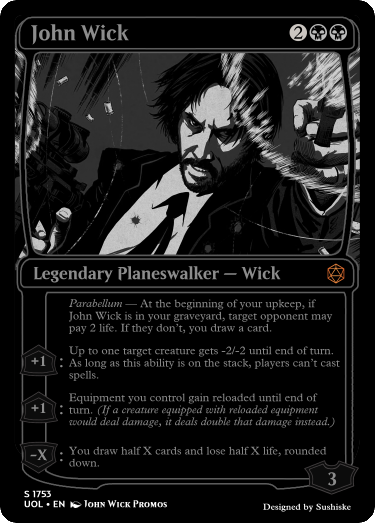 John Wick 2
Legendary Planeswalker — Wick
Parabellum — At the beginning of your upkeep, if
John Wick is in your graveyard, target opponent may
pay 2 life. If they don't, you draw a card.
+1 : Up to one target creature gets -2/-2 until end of turn.
As long as this ability is on the stack, players can't cast
spells.
+1 : Equipment you control gain reloaded until end of
turn. (If a creature equipped with reloaded equipment
would deal damage, it deals double that damage instead.)
-X : You draw half X cards and lose half X life, rounded
down.
3
S 1753
UOL • EN John Wick Promos
Designed by Sushiske